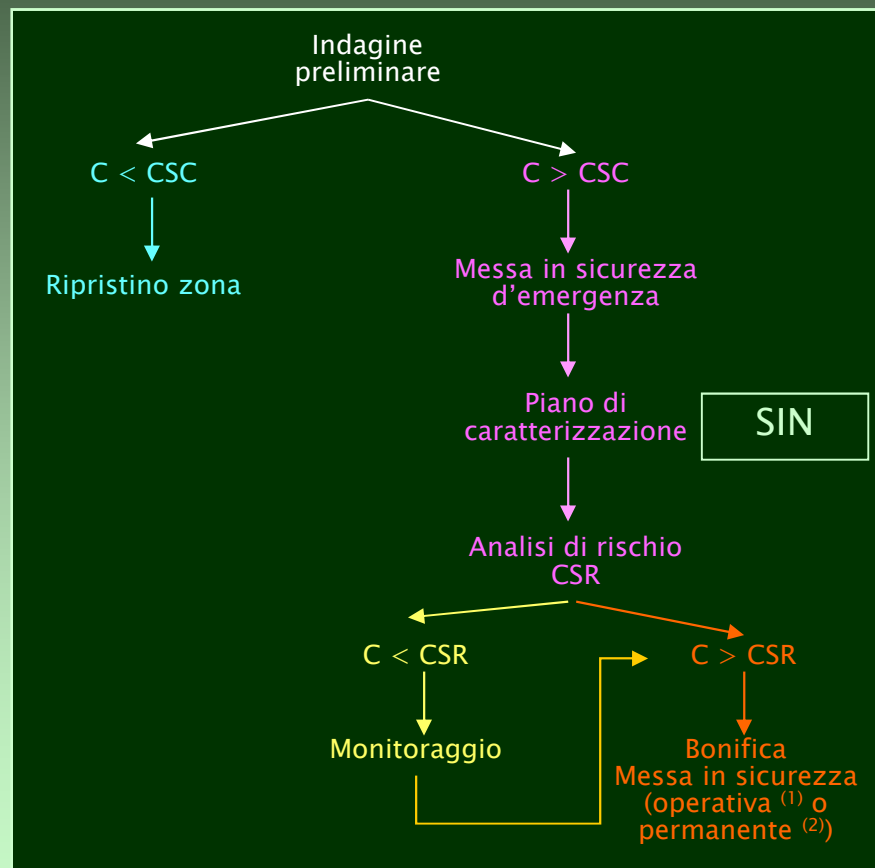 Indagine
preliminare
C < CSC
C > CSC
Ripristino zona
Messa in sicurezza
d’emergenza
Piano di
caratterizzazione
SIN
Analisi di rischio
CSR
C < CSR
C > CSR
Monitoraggio
Bonifica
Messa in sicurezza
(operativa (1) o
permanente (2))